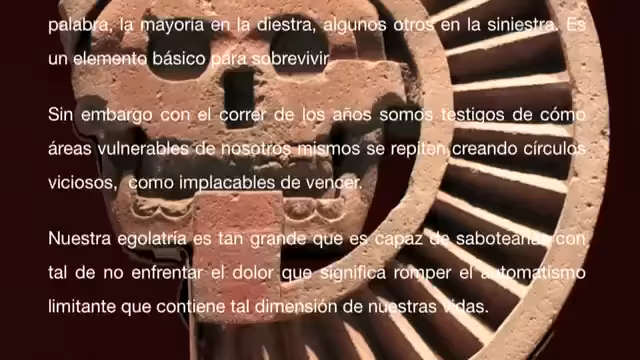 palabra, la mayoría en la diestra, algunos otros en la siniestra. Es
un elemento básico para sobrevivir
Sin embargo con el correr de los años somos testigos de cómo
áreas vulnerables de nosotros mismos se repiten creando círculos
viciosos, como implacables de vencer.
Nuestra egolatría es tan grande que es capaz de sabotearnos con
tal de no enfrentar el dolor que significa romper el automatismo
limitante que contiene tal dimensión de nuestras vidas.